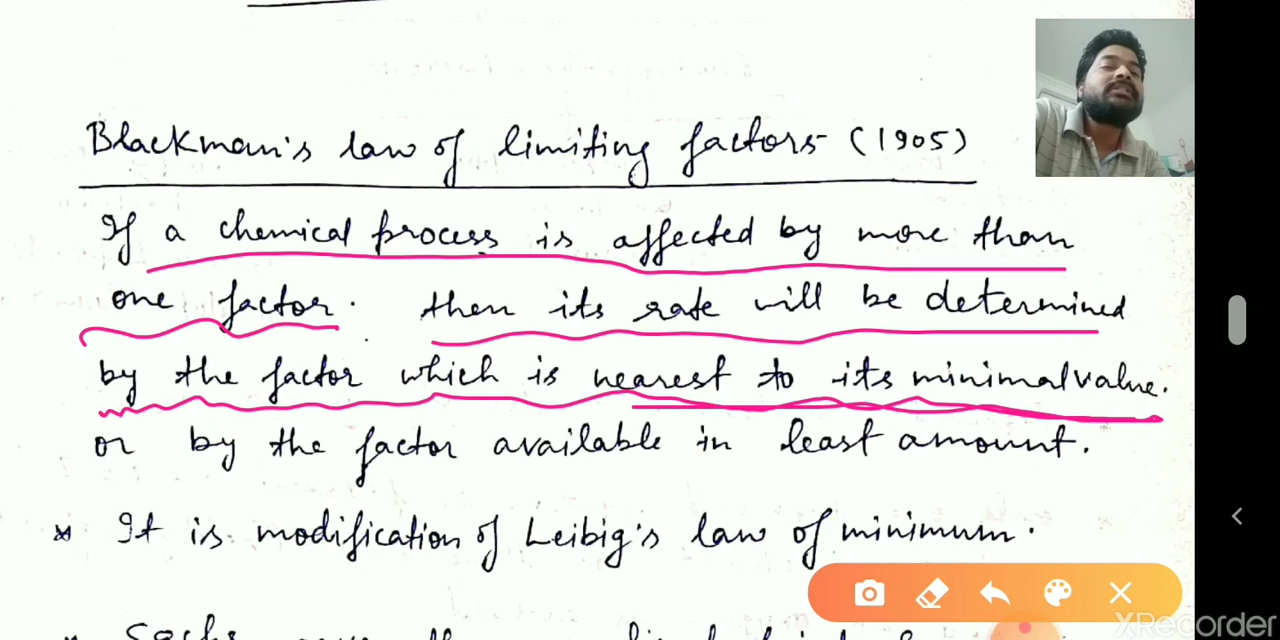 Blackman's law of limiting factors (1905)
If a chemical process is affected by more than
one factor. then its rate will be determined
by the factor which is nearest to its minimal value.
or by the factor available in least amount.
* It is modification of Leibig's law of minimum.
XRecorder